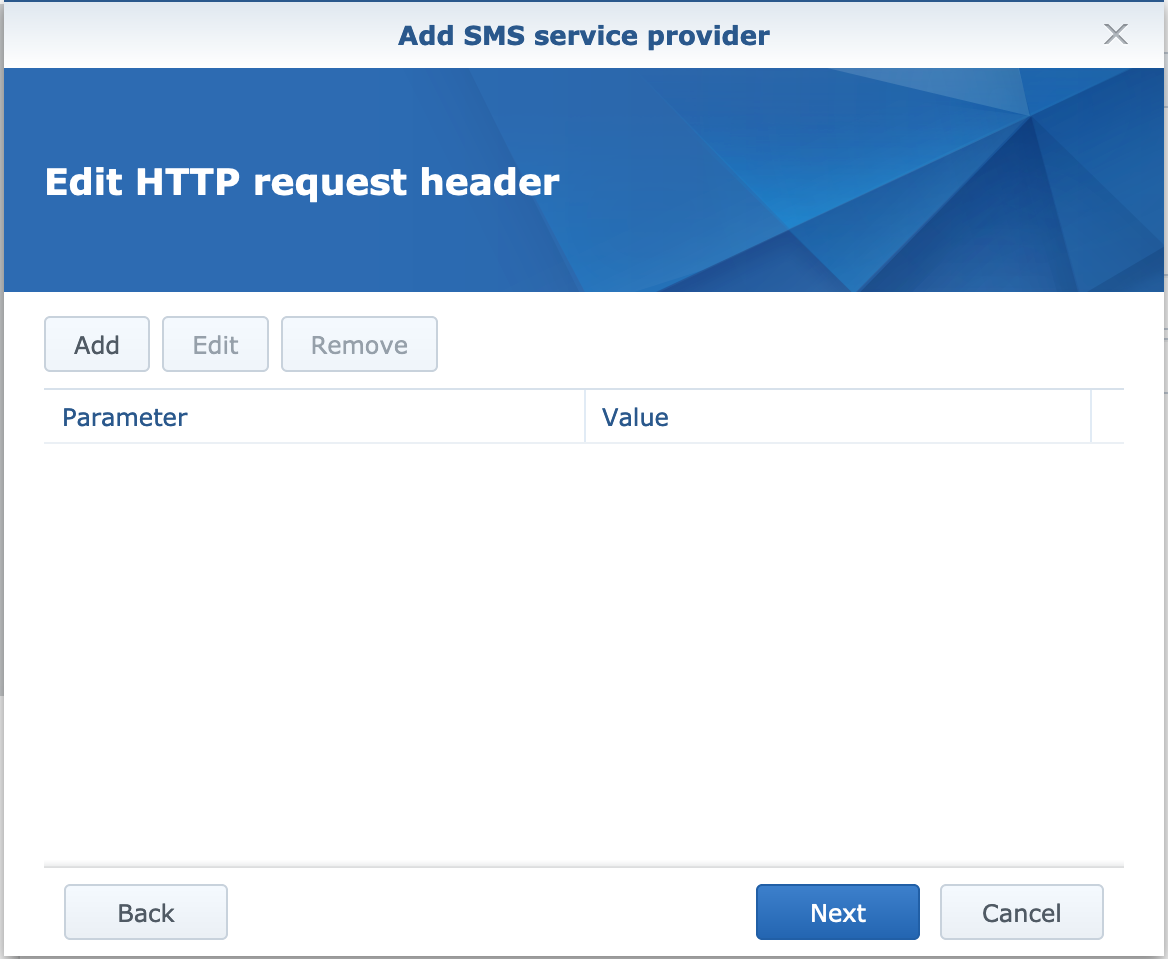 Add SMS service provider
Edit HTTP request header
Add Edit Remove
Parameter Value
Back Next Cancel